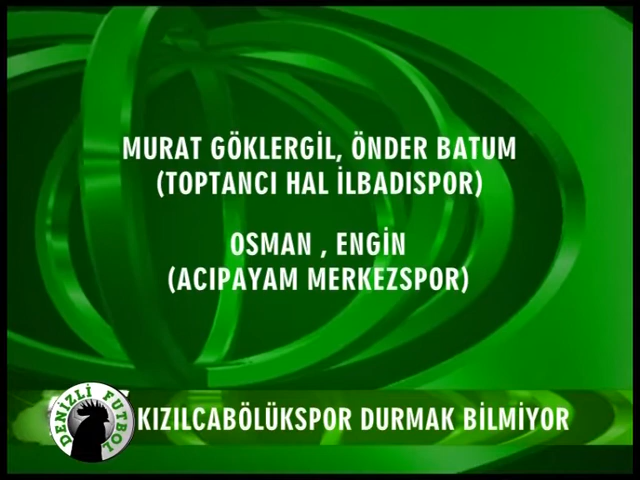 MURAT GÖKLERGİL, ÖNDER BATUM
(TOPTANCI HAL İLBADISPOR)
OSMAN , ENGİN
(ACIPAYAM MERKEZSPOR)
DENİZLİ FUTBOL
KIZILCABÖLÜKSPOR DURMAK BİLMİYOR